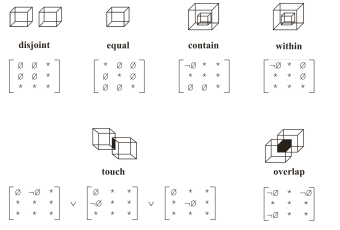 disjoint equal contain within
Ø Ø * * Ø Ø ¬Ø * * ¬Ø * Ø
Ø Ø * Ø * Ø * * * * * Ø
* * * Ø Ø * Ø Ø * * * *
touch overlap
Ø ¬Ø * Ø * * Ø * * ¬Ø * ¬Ø
* * * ∨ ¬Ø * * ∨ * ¬Ø * * * *
* * * * * * * * * ¬Ø * *